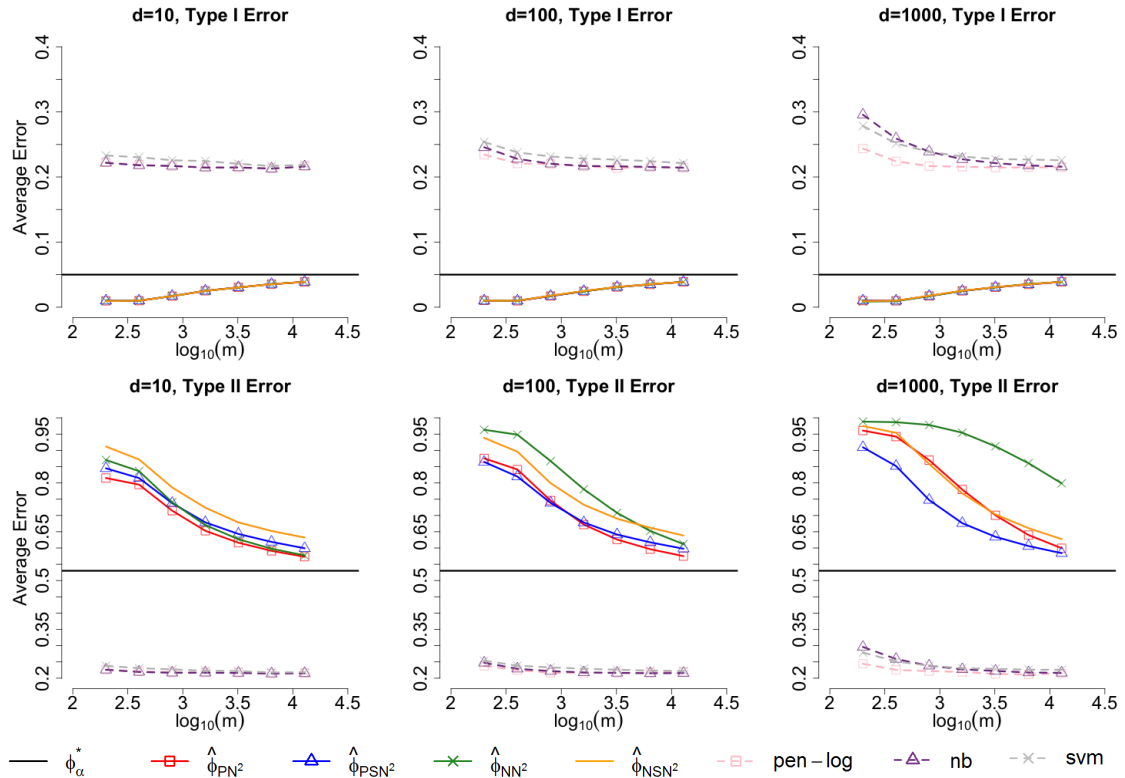 d=10, Type I Error
d=100, Type I Error
d=1000, Type I Error
Average Error
0.4
0.3
0.2
0.1
0
0.4
0.3
0.2
0.1
0
0.4
0.3
0.2
0.1
0
2 2.5 3 3.5 4 4.5
2 2.5 3 3.5 4 4.5
2 2.5 3 3.5 4 4.5
log₁₀(m)
log₁₀(m)
log₁₀(m)
d=10, Type II Error
d=100, Type II Error
d=1000, Type II Error
Average Error
0.95
0.8
0.65
0.5
0.35
0.2
0.95
0.8
0.65
0.5
0.35
0.2
0.95
0.8
0.65
0.5
0.35
0.2
2 2.5 3 3.5 4 4.5
2 2.5 3 3.5 4 4.5
2 2.5 3 3.5 4 4.5
log₁₀(m)
log₁₀(m)
log₁₀(m)
ϕ*α ϕ̂PN² ϕ̂PSN² ϕ̂NN² ϕ̂NSN² pen−log nb svm